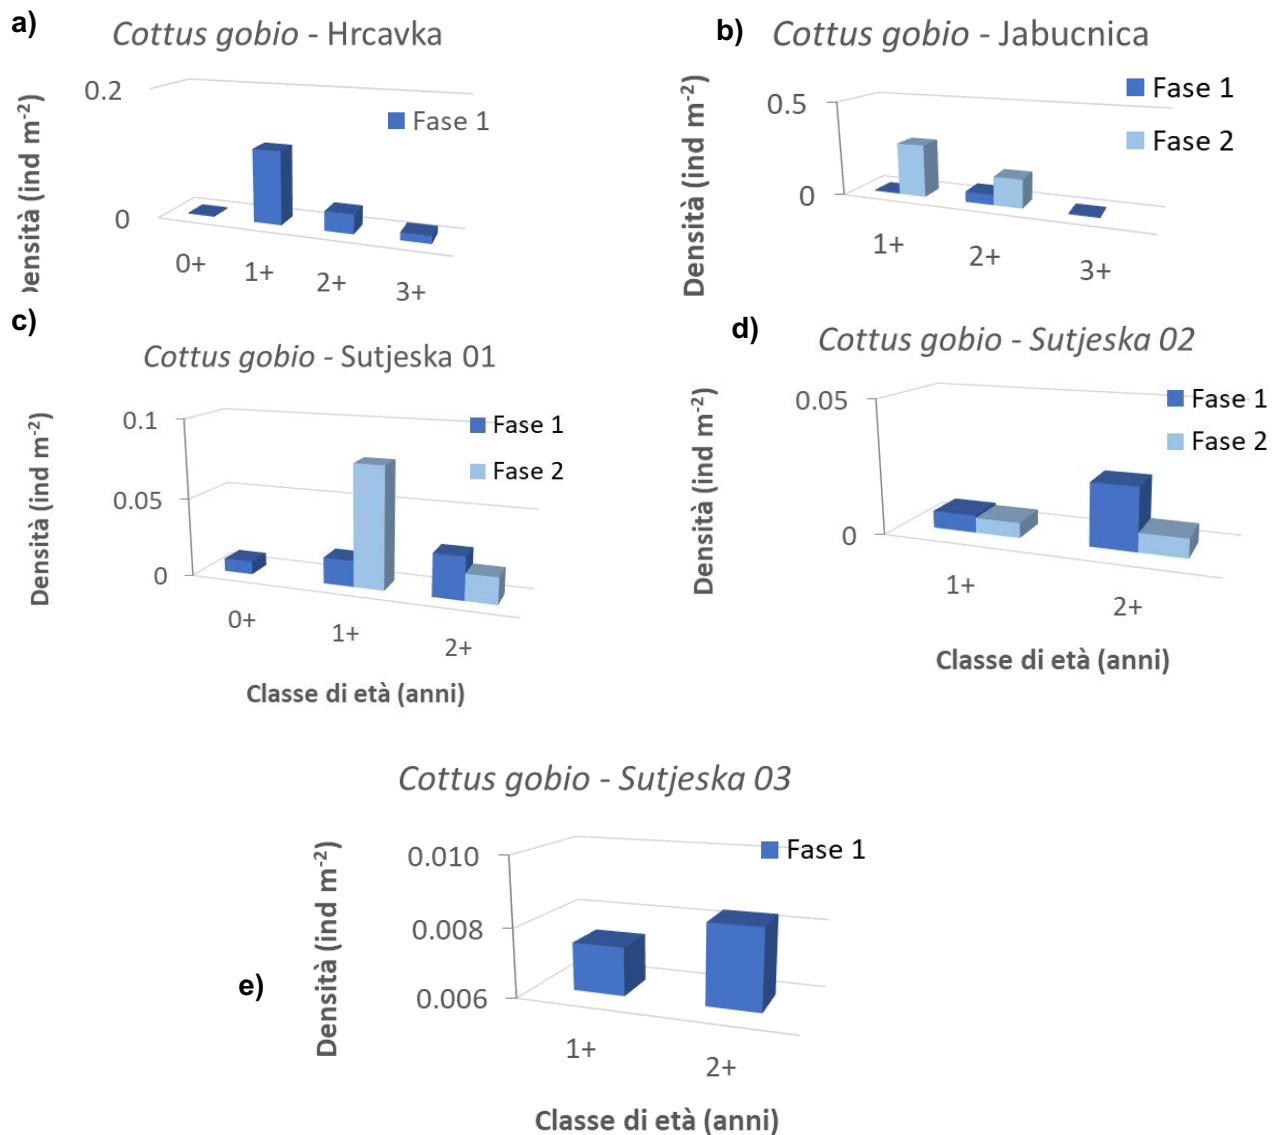 a)
Cottus gobio - Hrcavka
Densità (ind m⁻²)
0.2
0
Fase 1
0+
1+
2+
3+
b)
Cottus gobio - Jabucnica
Densità (ind m⁻²)
0.5
0
Fase 1
Fase 2
1+
2+
3+
c)
Cottus gobio - Sutjeska 01
Densità (ind m⁻²)
0.1
0.05
0
Fase 1
Fase 2
0+
1+
2+
Classe di età (anni)
d)
Cottus gobio - Sutjeska 02
Densità (ind m⁻²)
0.05
0
Fase 1
Fase 2
1+
2+
Classe di età (anni)
e)
Cottus gobio - Sutjeska 03
Densità (ind m⁻²)
0.010
0.008
0.006
Fase 1
1+
2+
Classe di età (anni)